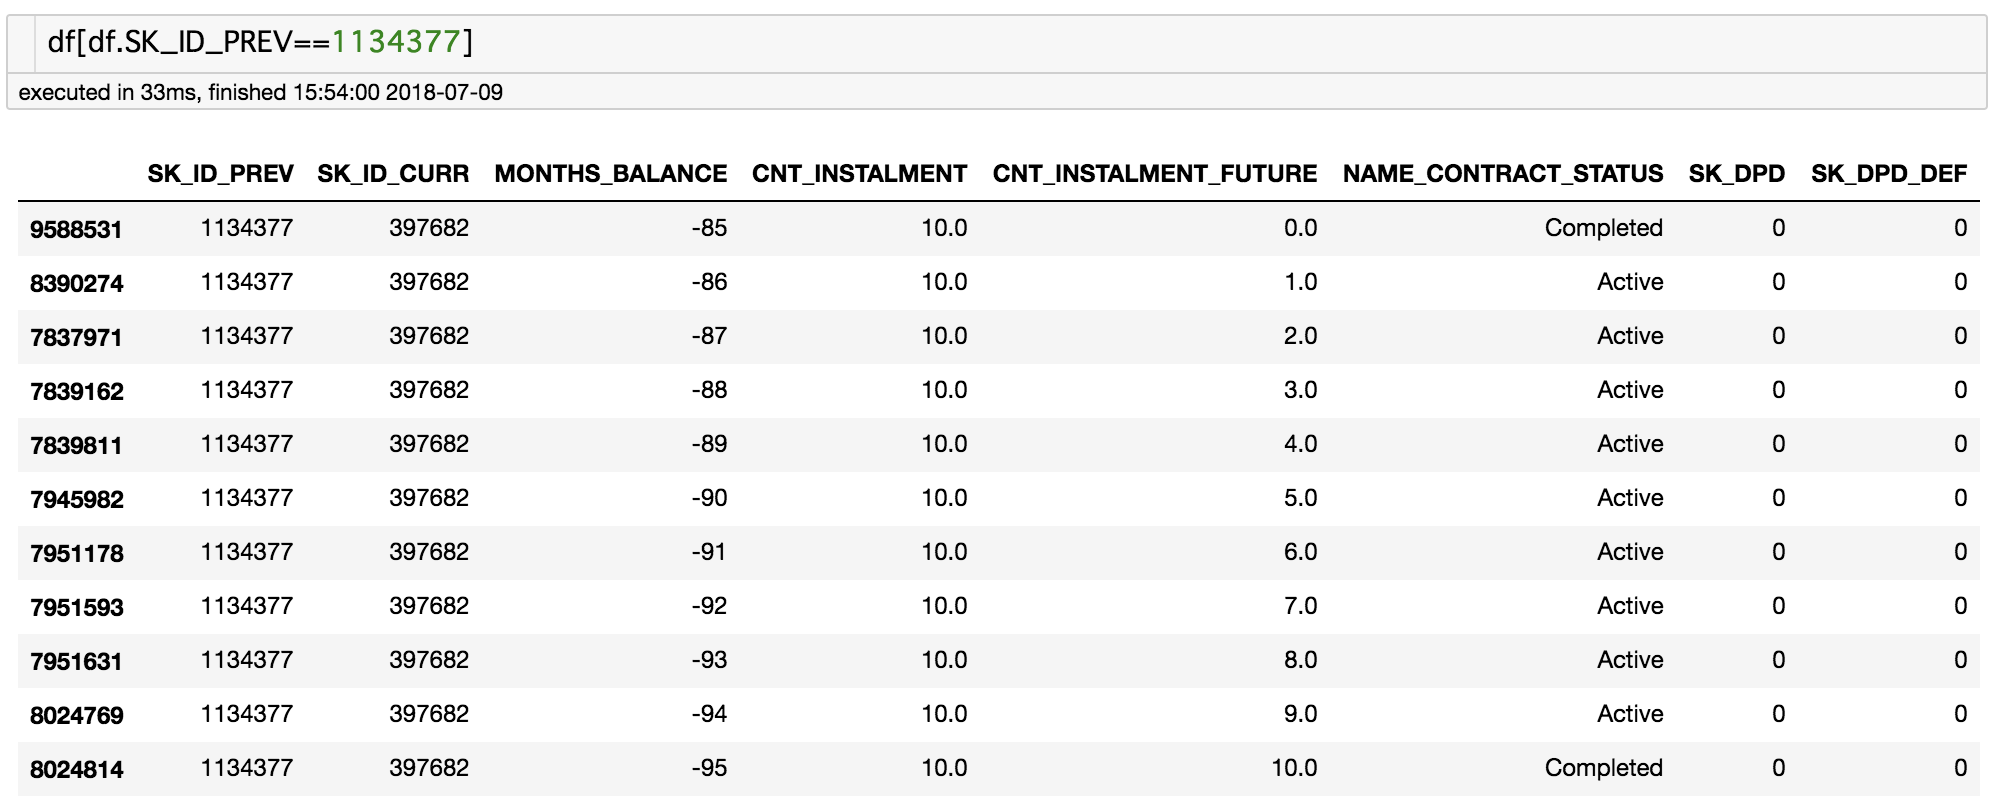 df[df.SK_ID_PREV==1134377]
executed in 33ms, finished 15:54:00 2018-07-09
SK_ID_PREV SK_ID_CURR MONTHS_BALANCE CNT_INSTALMENT CNT_INSTALMENT_FUTURE NAME_CONTRACT_STATUS SK_DPD SK_DPD_DEF
9588531 1134377 397682 -85 10.0 0.0 Completed 0 0
8390274 1134377 397682 -86 10.0 1.0 Active 0 0
7837971 1134377 397682 -87 10.0 2.0 Active 0 0
7839162 1134377 397682 -88 10.0 3.0 Active 0 0
7839811 1134377 397682 -89 10.0 4.0 Active 0 0
7945982 1134377 397682 -90 10.0 5.0 Active 0 0
7951178 1134377 397682 -91 10.0 6.0 Active 0 0
7951593 1134377 397682 -92 10.0 7.0 Active 0 0
7951631 1134377 397682 -93 10.0 8.0 Active 0 0
8024769 1134377 397682 -94 10.0 9.0 Active 0 0
8024814 1134377 397682 -95 10.0 10.0 Completed 0 0